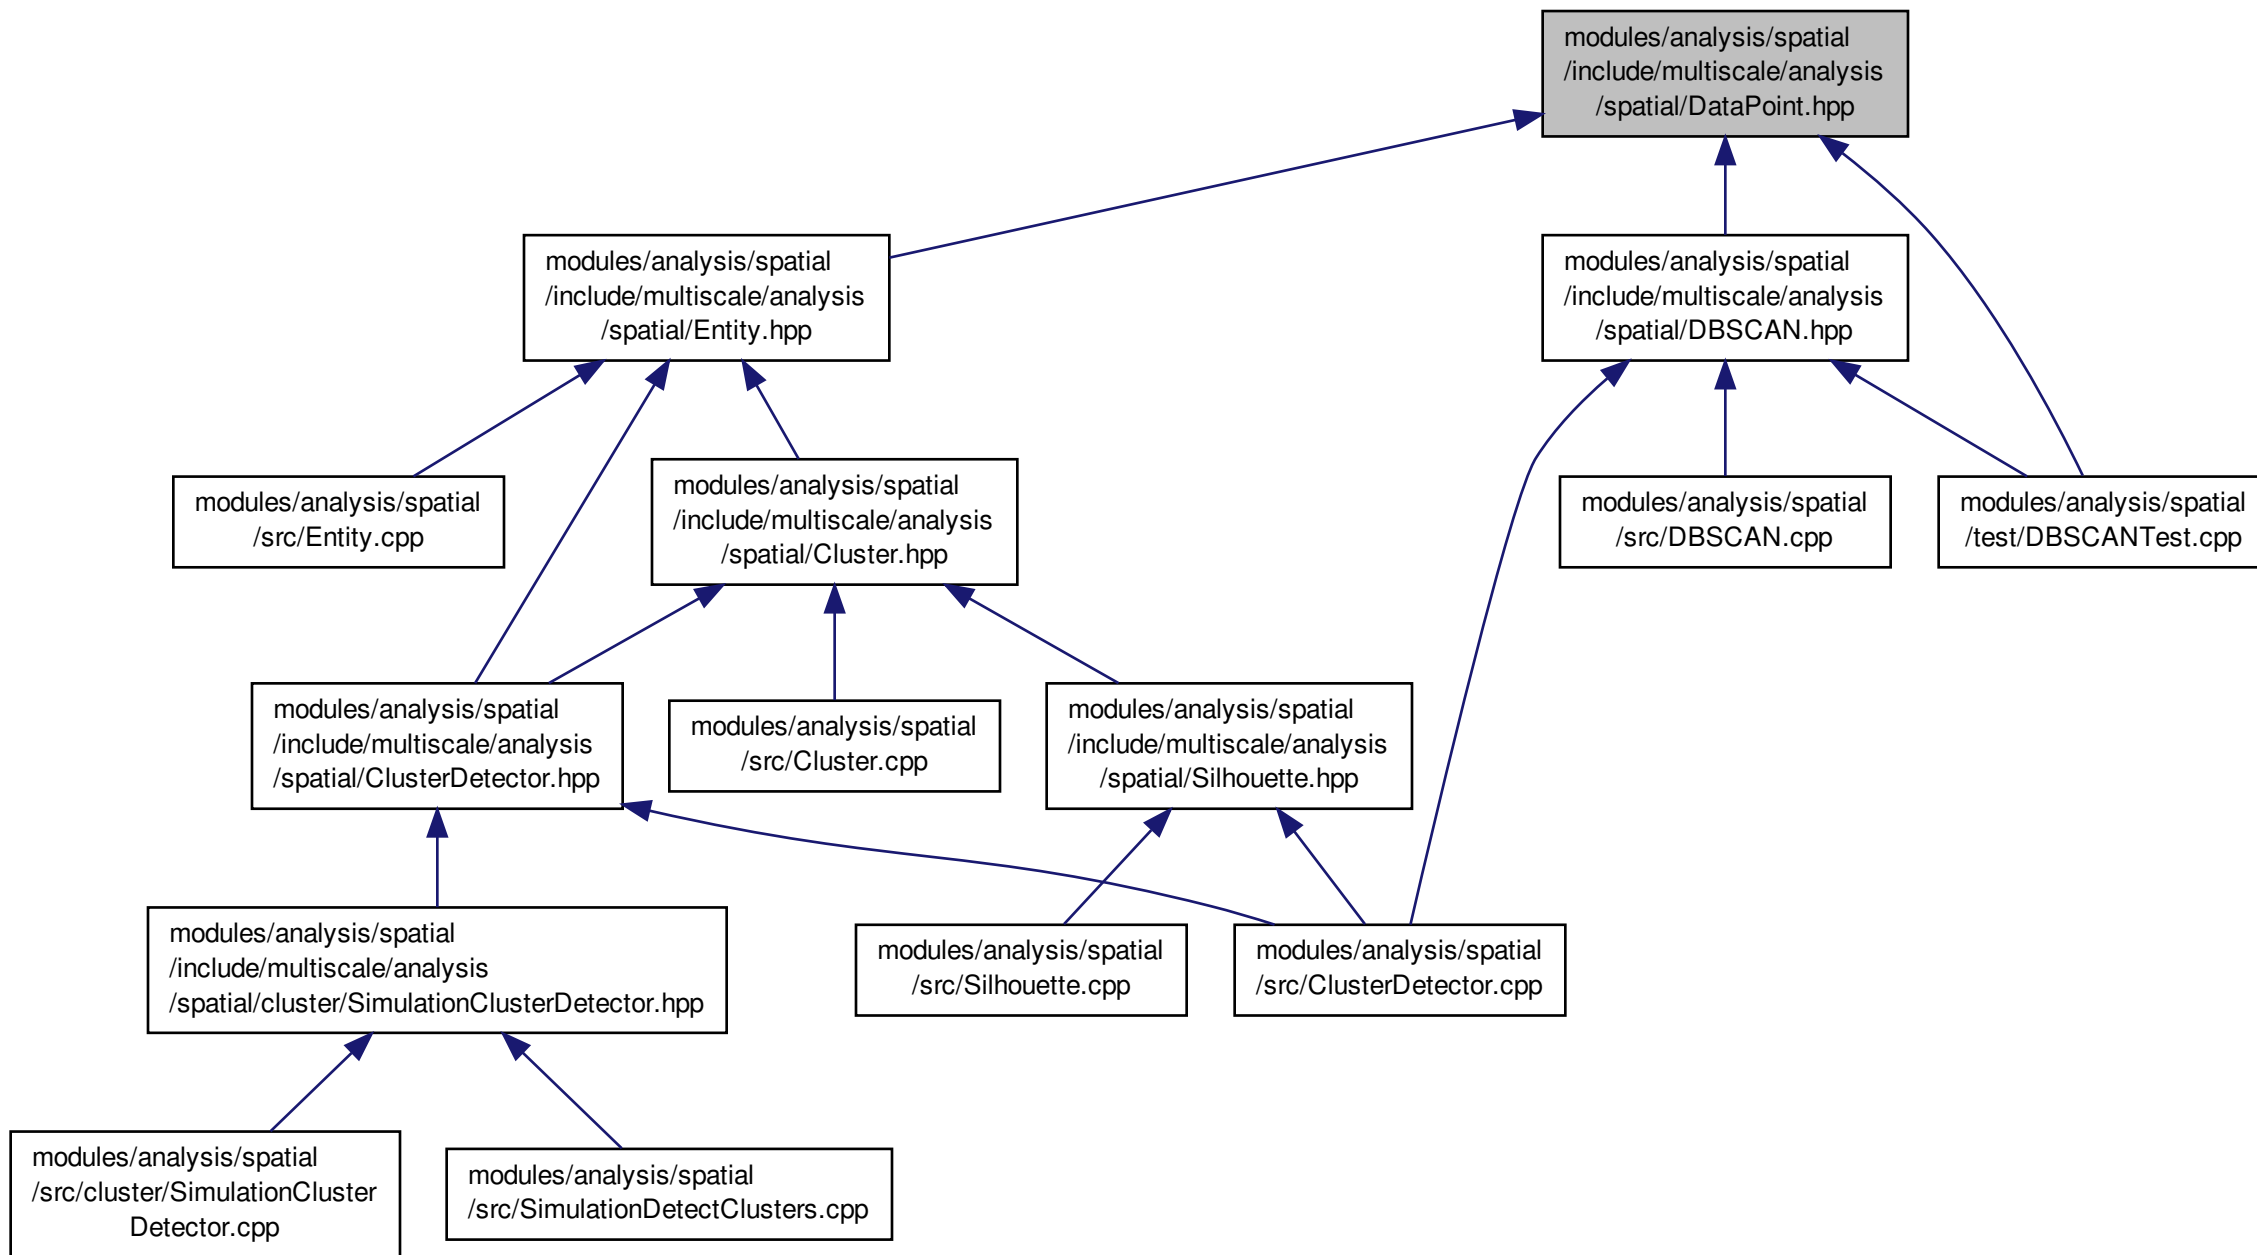 modules/analysis/spatial
/include/multiscale/analysis
/spatial/DataPoint.hpp
modules/analysis/spatial
/include/multiscale/analysis
/spatial/Entity.hpp
modules/analysis/spatial
/include/multiscale/analysis
/spatial/DBSCAN.hpp
modules/analysis/spatial
/src/Entity.cpp
modules/analysis/spatial
/include/multiscale/analysis
/spatial/Cluster.hpp
modules/analysis/spatial
/src/DBSCAN.cpp
modules/analysis/spatial
/test/DBSCANTest.cpp
modules/analysis/spatial
/include/multiscale/analysis
/spatial/ClusterDetector.hpp
modules/analysis/spatial
/src/Cluster.cpp
modules/analysis/spatial
/include/multiscale/analysis
/spatial/Silhouette.hpp
modules/analysis/spatial
/include/multiscale/analysis
/spatial/cluster/SimulationClusterDetector.hpp
modules/analysis/spatial
/src/Silhouette.cpp
modules/analysis/spatial
/src/ClusterDetector.cpp
modules/analysis/spatial
/src/cluster/SimulationCluster
Detector.cpp
modules/analysis/spatial
/src/SimulationDetectClusters.cpp